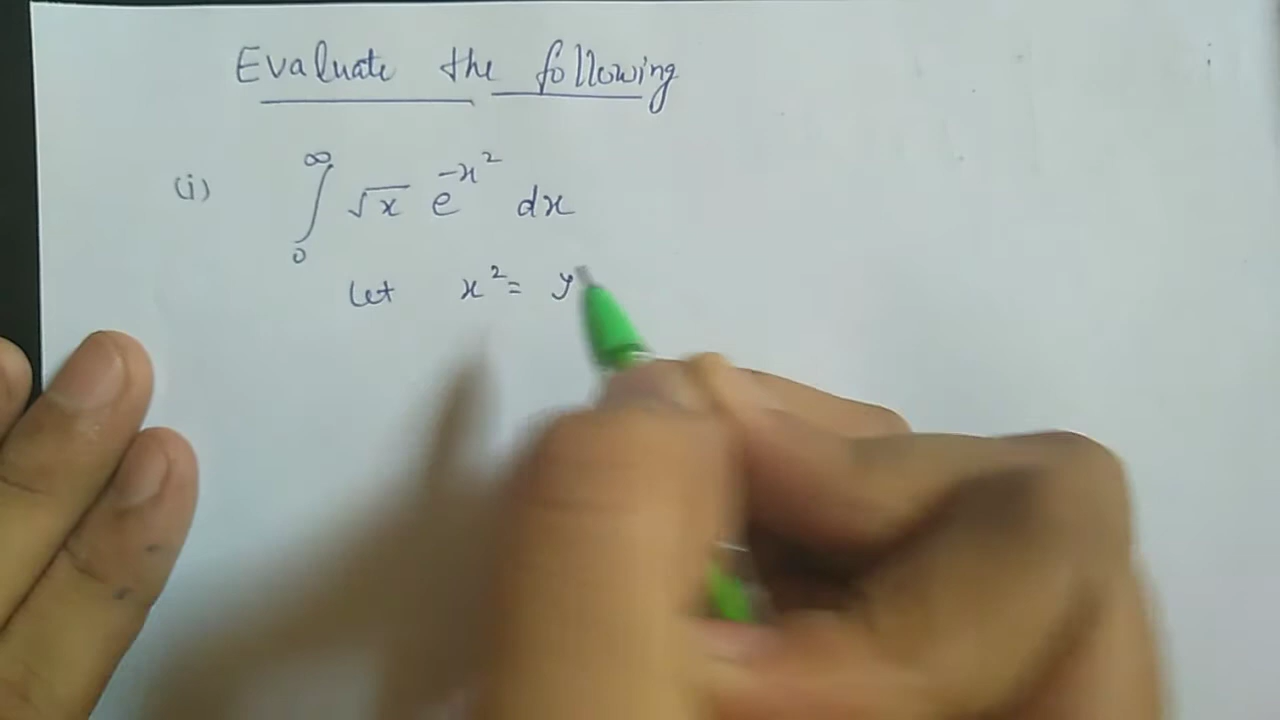 Evaluate the following
(i) ∫₀^∞ √x e^{-x²} dx
Let x² = y